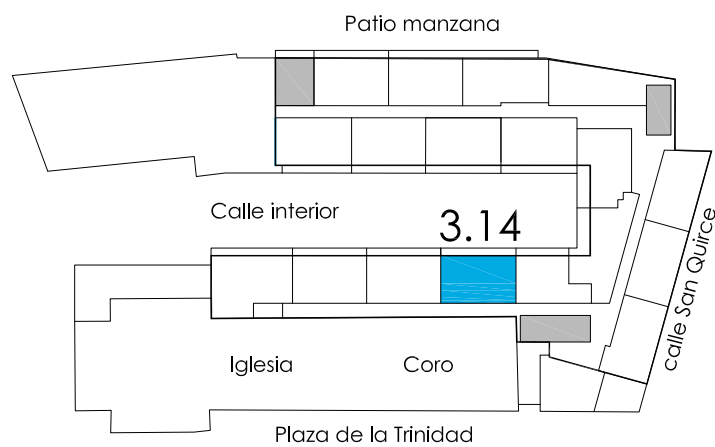 Patio manzana
Calle interior
3.14
calle San Quirce
Iglesia
Coro
Plaza de la Trinidad